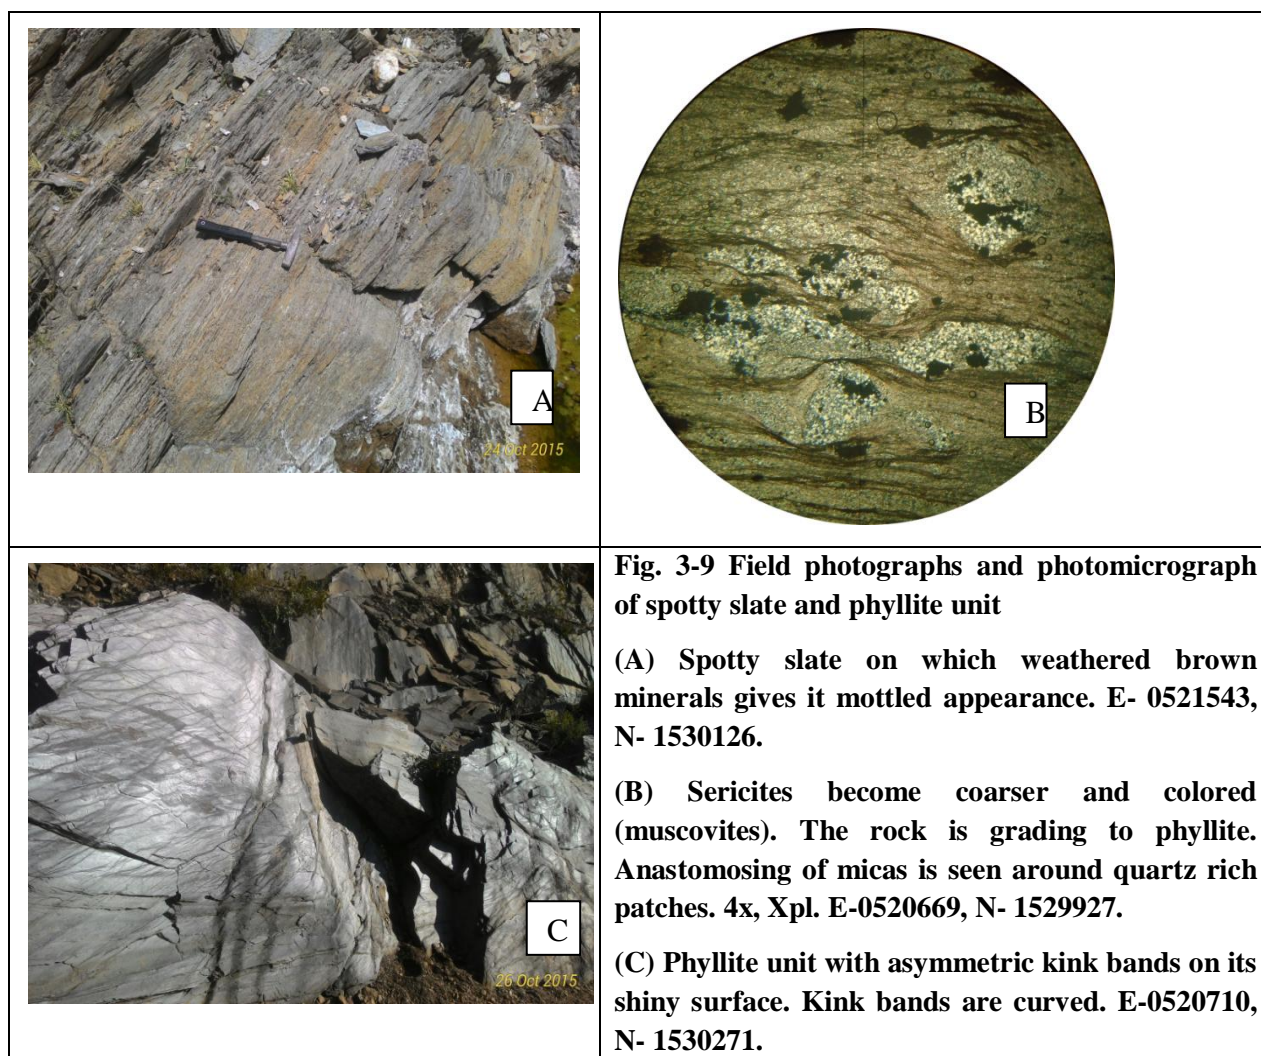 A
24 Oct 2015
B
C
26 Oct 2015
Fig. 3-9 Field photographs and photomicrograph
of spotty slate and phyllite unit
(A) Spotty slate on which weathered brown
minerals gives it mottled appearance. E- 0521543,
N- 1530126.
(B) Sericites become coarser and colored
(muscovites). The rock is grading to phyllite.
Anastomosing of micas is seen around quartz rich
patches. 4x, Xpl. E-0520669, N- 1529927.
(C) Phyllite unit with asymmetric kink bands on its
shiny surface. Kink bands are curved. E-0520710,
N- 1530271.